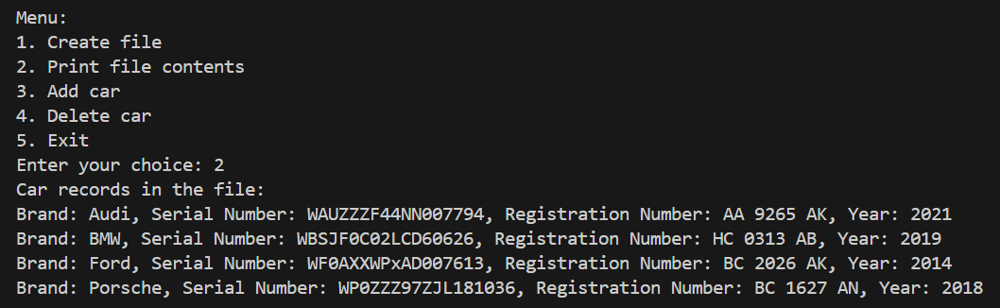 Menu:
1. Create file
2. Print file contents
3. Add car
4. Delete car
5. Exit
Enter your choice: 2
Car records in the file:
Brand: Audi, Serial Number: WAUZZZF44NN007794, Registration Number: AA 9265 AK, Year: 2021
Brand: BMW, Serial Number: WBSJF0C02LCD60626, Registration Number: HC 0313 AB, Year: 2019
Brand: Ford, Serial Number: WF0AXXWPxAD007613, Registration Number: BC 2026 AK, Year: 2014
Brand: Porsche, Serial Number: WP0ZZZ97ZJL181036, Registration Number: BC 1627 AN, Year: 2018